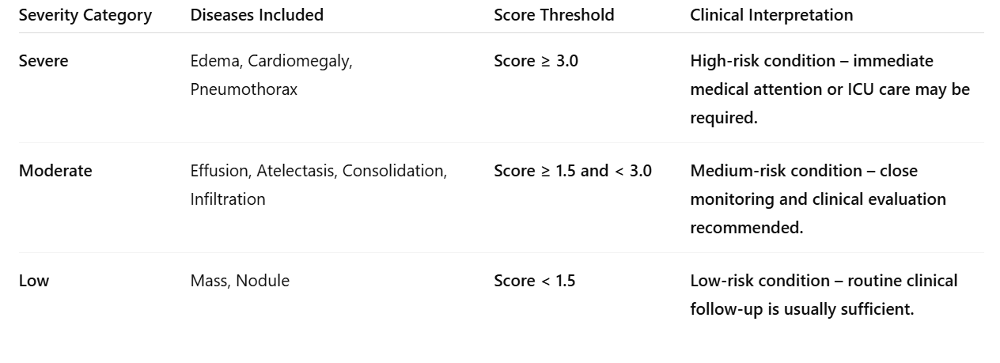 Severity Category Diseases Included Score Threshold Clinical Interpretation
Severe Edema, Cardiomegaly, Score ≥ 3.0 High-risk condition – immediate
Pneumothorax medical attention or ICU care may be
required.
Moderate Effusion, Atelectasis, Consolidation, Score ≥ 1.5 and < 3.0 Medium-risk condition – close
Infiltration monitoring and clinical evaluation
recommended.
Low Mass, Nodule Score < 1.5 Low-risk condition – routine clinical
follow-up is usually sufficient.